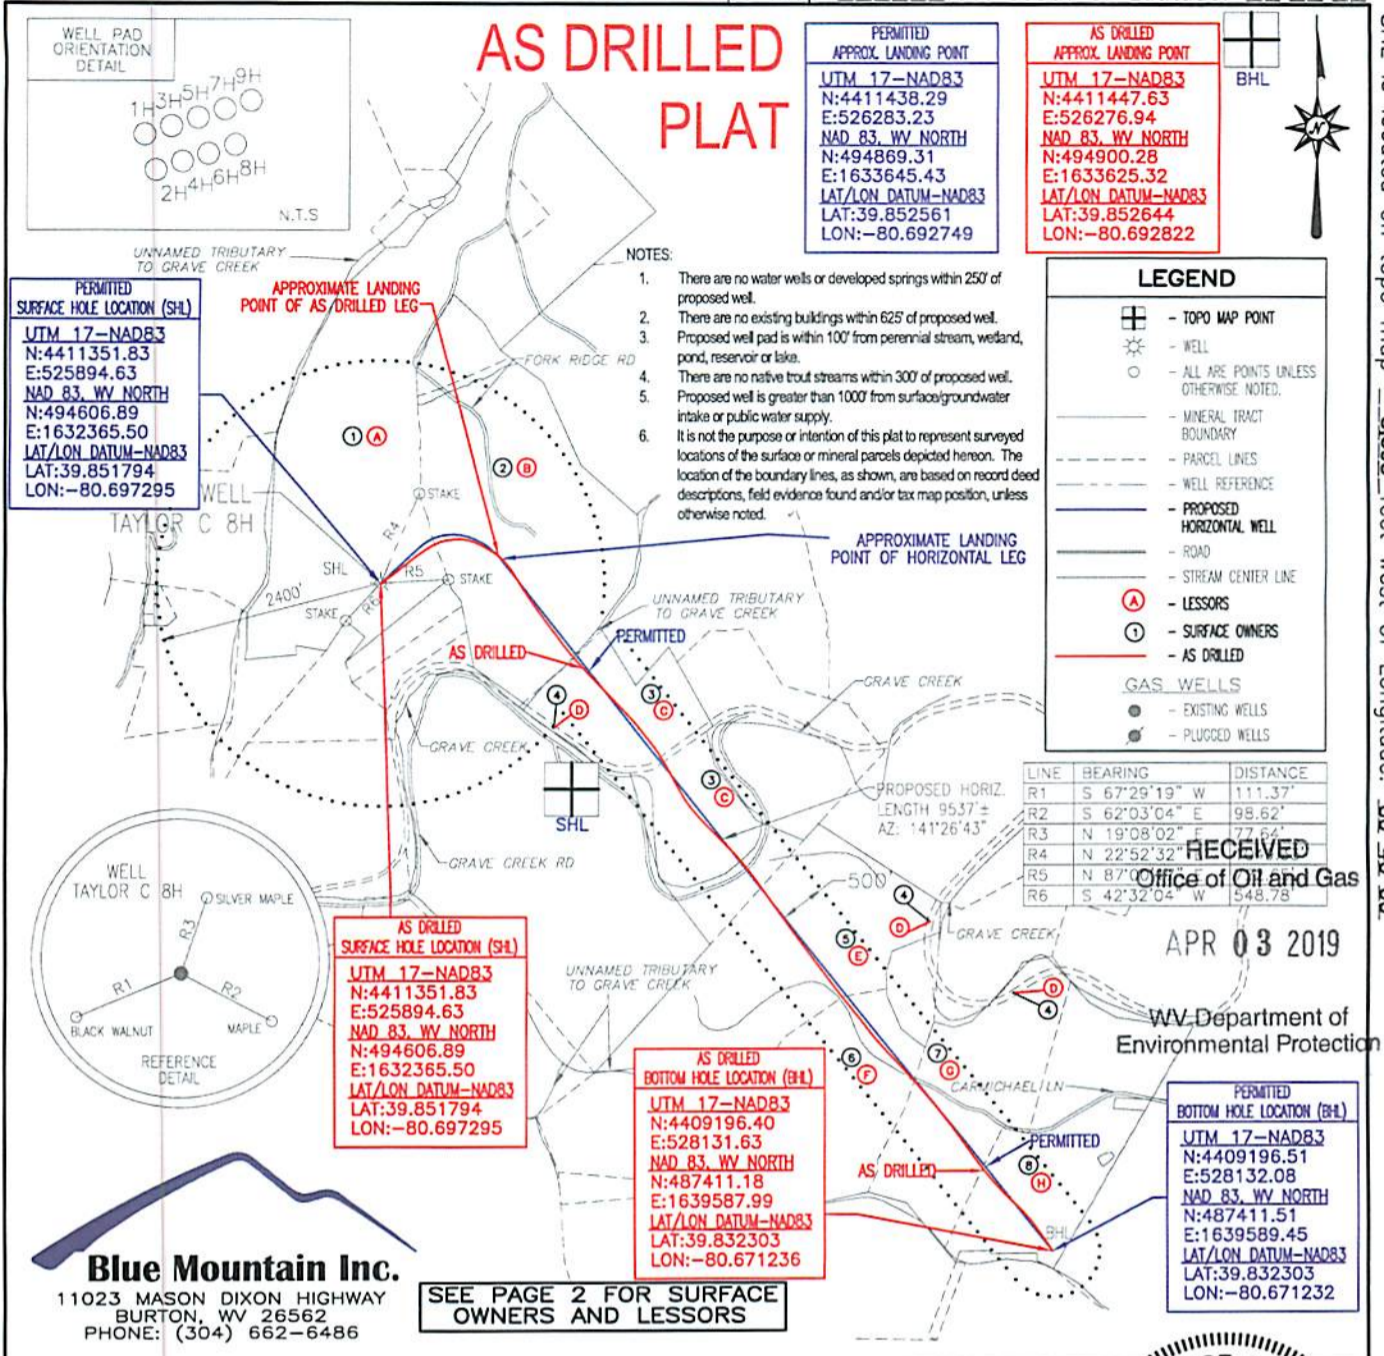 WELL PAD
ORIENTATION
DETAIL
1H 3H 5H 7H 9H
2H 4H 6H 8H
N.T.S
AS DRILLED
PLAT
PERMITTED
APPROX. LANDING POINT
UTM 17-NAD83
N:4411438.29
E:526283.23
NAD 83, WV NORTH
N:494869.31
E:1633645.43
LAT/LON DATUM-NAD83
LAT:39.852561
LON:-80.692749
AS DRILLED
APPROX. LANDING POINT
UTM 17-NAD83
N:4411447.63
E:526276.94
NAD 83, WV NORTH
N:494900.28
E:1633625.32
LAT/LON DATUM-NAD83
LAT:39.852644
LON:-80.692822
BHL
N
UNNAMED TRIBUTARY
TO GRAVE CREEK
PERMITTED
SURFACE HOLE LOCATION (SHL)
UTM 17-NAD83
N:4411351.83
E:525894.63
NAD 83, WV NORTH
N:494606.89
E:1632365.50
LAT/LON DATUM-NAD83
LAT:39.851794
LON:-80.697295
APPROXIMATE LANDING
POINT OF AS DRILLED LEG
NOTES:
1. There are no water wells or developed springs within 250' of
proposed well.
2. There are no existing buildings within 625' of proposed well.
3. Proposed well pad is within 100' from perennial stream, wetland,
pond, reservoir or lake.
4. There are no native trout streams within 300' of proposed well.
5. Proposed well is greater than 1000' from surface/groundwater
intake or public water supply.
6. It is not the purpose or intention of this plat to represent surveyed
locations of the surface or mineral parcels depicted hereon. The
location of the boundary lines, as shown, are based on record deed
descriptions, field evidence found and/or tax map position, unless
otherwise noted.
LEGEND
- TOPO MAP POINT
- WELL
- ALL ARE POINTS UNLESS
OTHERWISE NOTED.
- MINERAL TRACT
BOUNDARY
- PARCEL LINES
- WELL REFERENCE
- PROPOSED
HORIZONTAL WELL
- ROAD
- STREAM CENTER LINE
A - LESSORS
1 - SURFACE OWNERS
- AS DRILLED
GAS WELLS
- EXISTING WELLS
- PLUGGED WELLS
FORK RIDGE RD
1 A
2 B
WELL
TAYLOR C 8H
STAKE
R4
SHL
R5
STAKE
2400'
R6
STAKE
APPROXIMATE LANDING
POINT OF HORIZONTAL LEG
UNNAMED TRIBUTARY
TO GRAVE CREEK
PERMITTED
AS DRILLED
GRAVE CREEK
3
C
4
D
GRAVE CREEK
3
C
SHL
PROPOSED HORIZ.
LENGTH 9537'±
AZ: 141°26'43"
LINE BEARING DISTANCE
R1 S 67°29'19" W 111.37'
R2 S 62°03'04" E 98.62'
R3 N 19°08'02" E 77.64'
R4 N 22°52'32"
R5 N 87°0
R6 S 42°32'04" W 548.78'
RECEIVED
Office of Oil and Gas
APR 03 2019
WV Department of
Environmental Protection
GRAVE CREEK RD
500'
4
D
GRAVE CREEK
5
E
D
4
WELL
TAYLOR C 8H
SILVER MAPLE
R3
R1
R2
BLACK WALNUT
MAPLE
REFERENCE
DETAIL
AS DRILLED
SURFACE HOLE LOCATION (SHL)
UTM 17-NAD83
N:4411351.83
E:525894.63
NAD 83, WV NORTH
N:494606.89
E:1632365.50
LAT/LON DATUM-NAD83
LAT:39.851794
LON:-80.697295
UNNAMED TRIBUTARY
TO GRAVE CREEK
AS DRILLED
BOTTOM HOLE LOCATION (BHL)
UTM 17-NAD83
N:4409196.40
E:528131.63
NAD 83, WV NORTH
N:487411.18
E:1639587.99
LAT/LON DATUM-NAD83
LAT:39.832303
LON:-80.671236
6
F
7
G
CARMICHAEL LN
PERMITTED
AS DRILLED
8
H
BHL
PERMITTED
BOTTOM HOLE LOCATION (BHL)
UTM 17-NAD83
N:4409196.51
E:528132.08
NAD 83, WV NORTH
N:487411.51
E:1639589.45
LAT/LON DATUM-NAD83
LAT:39.832303
LON:-80.671232
Blue Mountain Inc.
11023 MASON DIXON HIGHWAY
BURTON, WV 26562
PHONE: (304) 662-6486
SEE PAGE 2 FOR SURFACE
OWNERS AND LESSORS